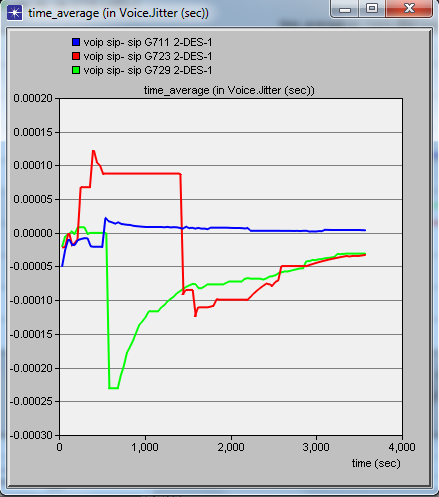 time_average (in Voice.Jitter (sec))
voip sip- sip G711 2-DES-1
voip sip- sip G723 2-DES-1
voip sip- sip G729 2-DES-1
time_average (in Voice.Jitter (sec))
0.00020
0.00015
0.00010
0.00005
0.00000
-0.00005
-0.00010
-0.00015
-0.00020
-0.00025
-0.00030
0 1,000 2,000 3,000 4,000
time (sec)